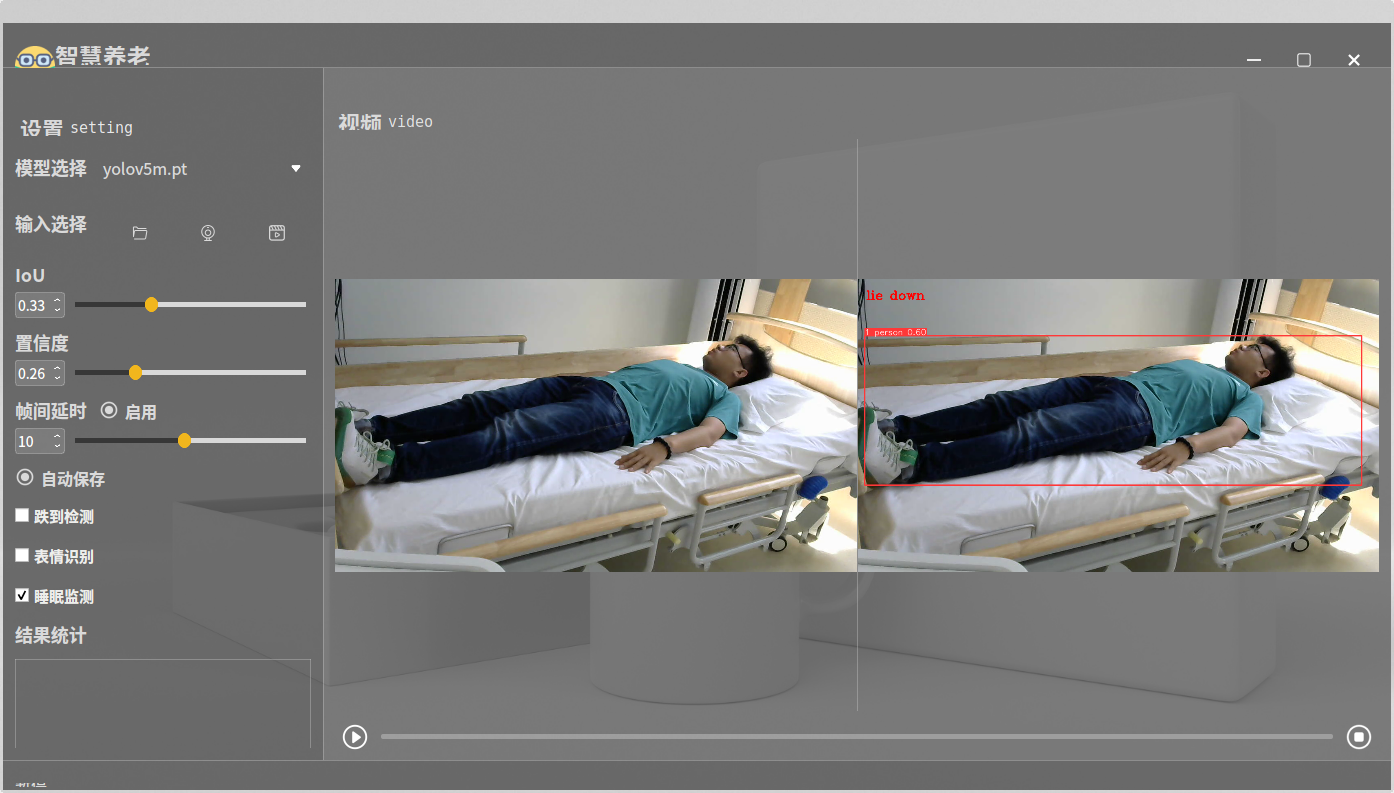 智慧养老
设置 setting
模型选择 yolov5m.pt
输入选择
IoU
0.33
置信度
0.26
帧间延时 启用
10
自动保存
跌到检测
表情识别
睡眠监测
结果统计
视频 video
lie down
person 0.60